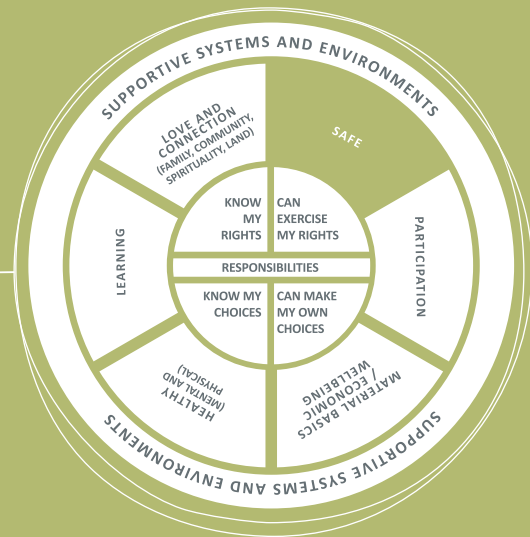 SUPPORTIVE SYSTEMS AND ENVIRONMENTS
LOVE AND
CONNECTION
(FAMILY, COMMUNITY,
SPIRITUALITY, LAND)
SAFE
LEARNING
KNOW
MY
RIGHTS
CAN
EXERCISE
MY RIGHTS
PARTICIPATION
RESPONSIBILITIES
KNOW MY
CHOICES
CAN MAKE
MY OWN
CHOICES
HEALTHY
(MENTAL AND
PHYSICAL)
MATERIAL BASICS
/ ECONOMIC
WELLBEING
SUPPORTIVE SYSTEMS AND ENVIRONMENTS